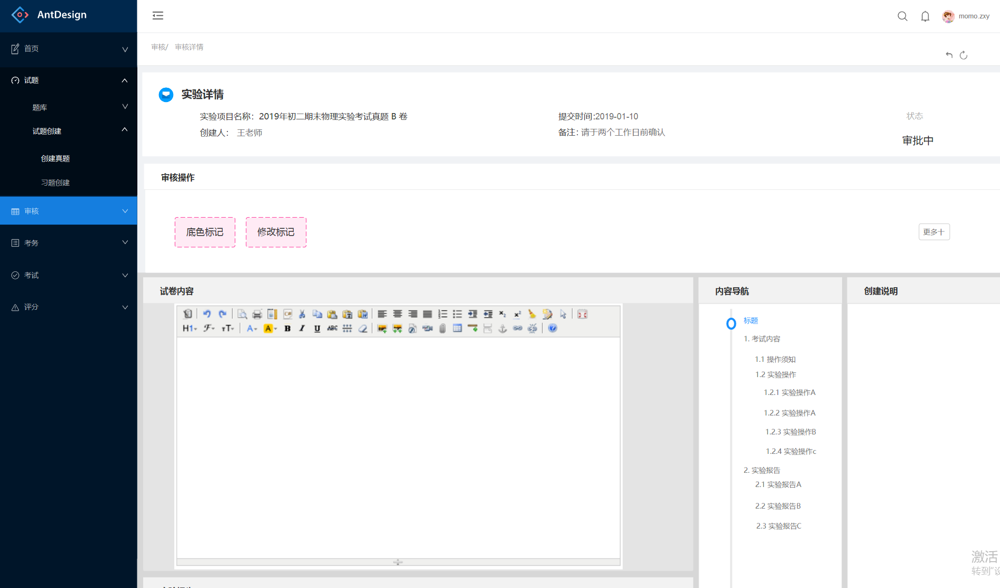 AntDesign
momo.zxy
首页
试题
题库
试题创建
创建真题
习题创建
审核
考务
考试
评分
审核/ 审核详情
实验详情
实验项目名称：2019年初二期末物理实验考试真题 B 卷
创建人： 王老师
提交时间:2019-01-10
备注: 请于两个工作日前确认
状态
审批中
审核操作
底色标记
修改标记
更多十
试卷内容
H1
ABC
内容导航
标题
1. 考试内容
1.1 操作须知
1.2 实验操作
1.2.1 实验操作A
1.2.2 实验操作A
1.2.3 实验操作B
1.2.4 实验操作c
2. 实验报告
2.1 实验报告A
2.2 实验报告B
2.3 实验报告C
创建说明
激活
转到"设